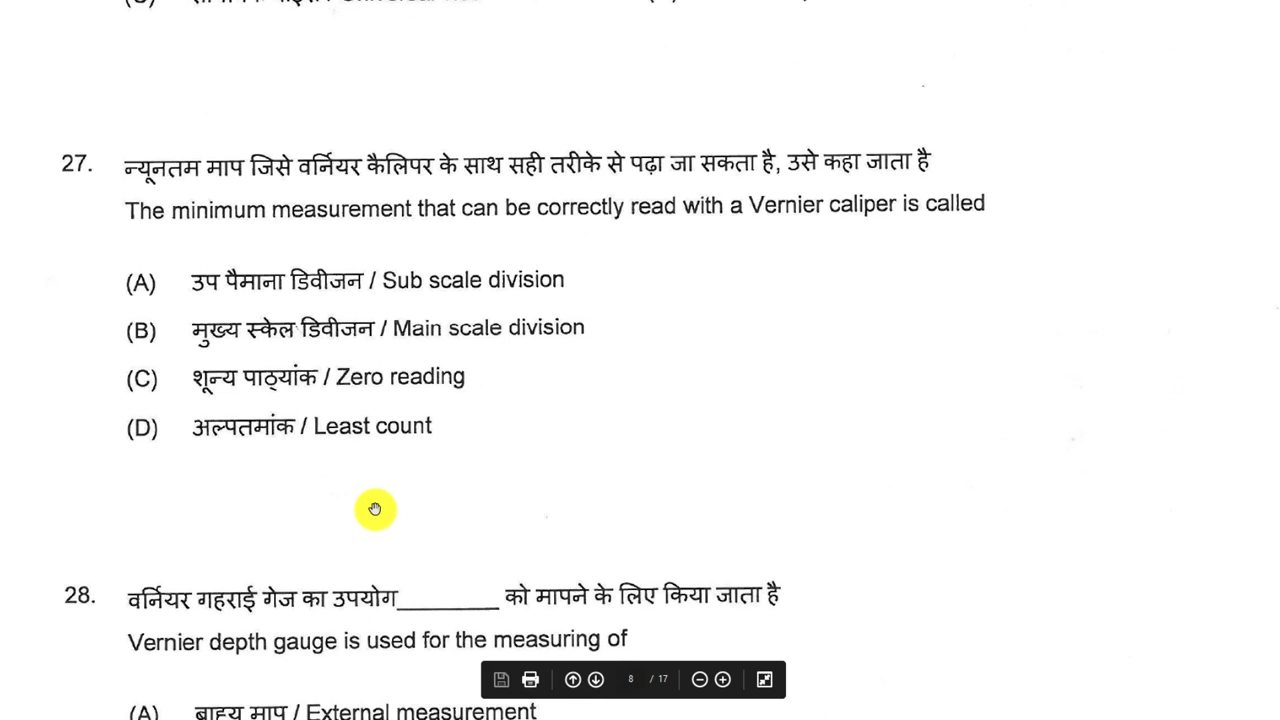 27. न्यूनतम माप जिसे वर्नियर कैलिपर के साथ सही तरीके से पढ़ा जा सकता है, उसे कहा जाता है
The minimum measurement that can be correctly read with a Vernier caliper is called
(A) उप पैमाना डिवीजन / Sub scale division
(B) मुख्य स्केल डिवीजन / Main scale division
(C) शून्य पाठ्यांक / Zero reading
(D) अल्पतमांक / Least count
28. वर्नियर गहराई गेज का उपयोग________ को मापने के लिए किया जाता है
Vernier depth gauge is used for the measuring of
8 / 17
(A) बाह्य माप / External measurement